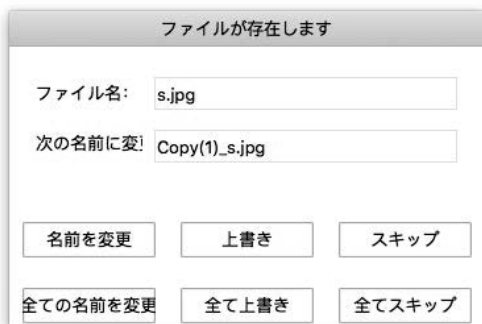 ファイルが存在します
ファイル名: s.jpg
次の名前に変 Copy(1)_s.jpg
名前を変更 上書き スキップ
全ての名前を変更 全て上書き 全てスキップ